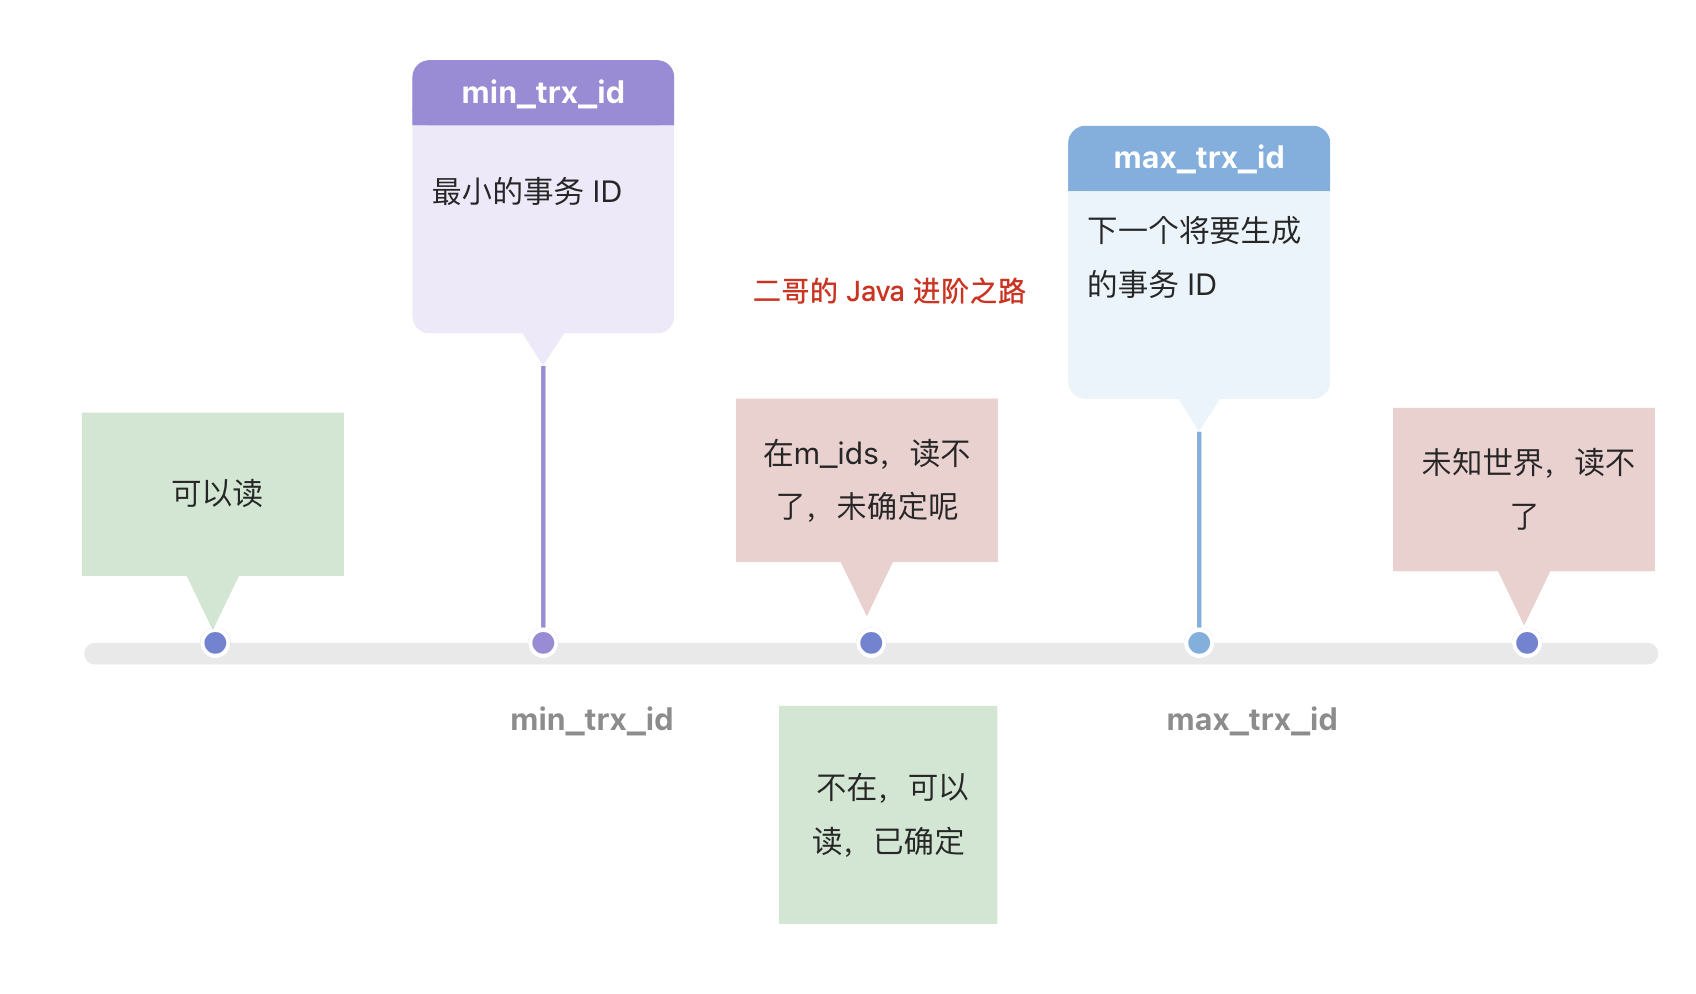 min_trx_id
最小的事务 ID
max_trx_id
下一个将要生成
的事务 ID
二哥的 Java 进阶之路
可以读
在m_ids，读不
了，未确定呢
未知世界，读不
了
min_trx_id
max_trx_id
不在，可以
读，已确定